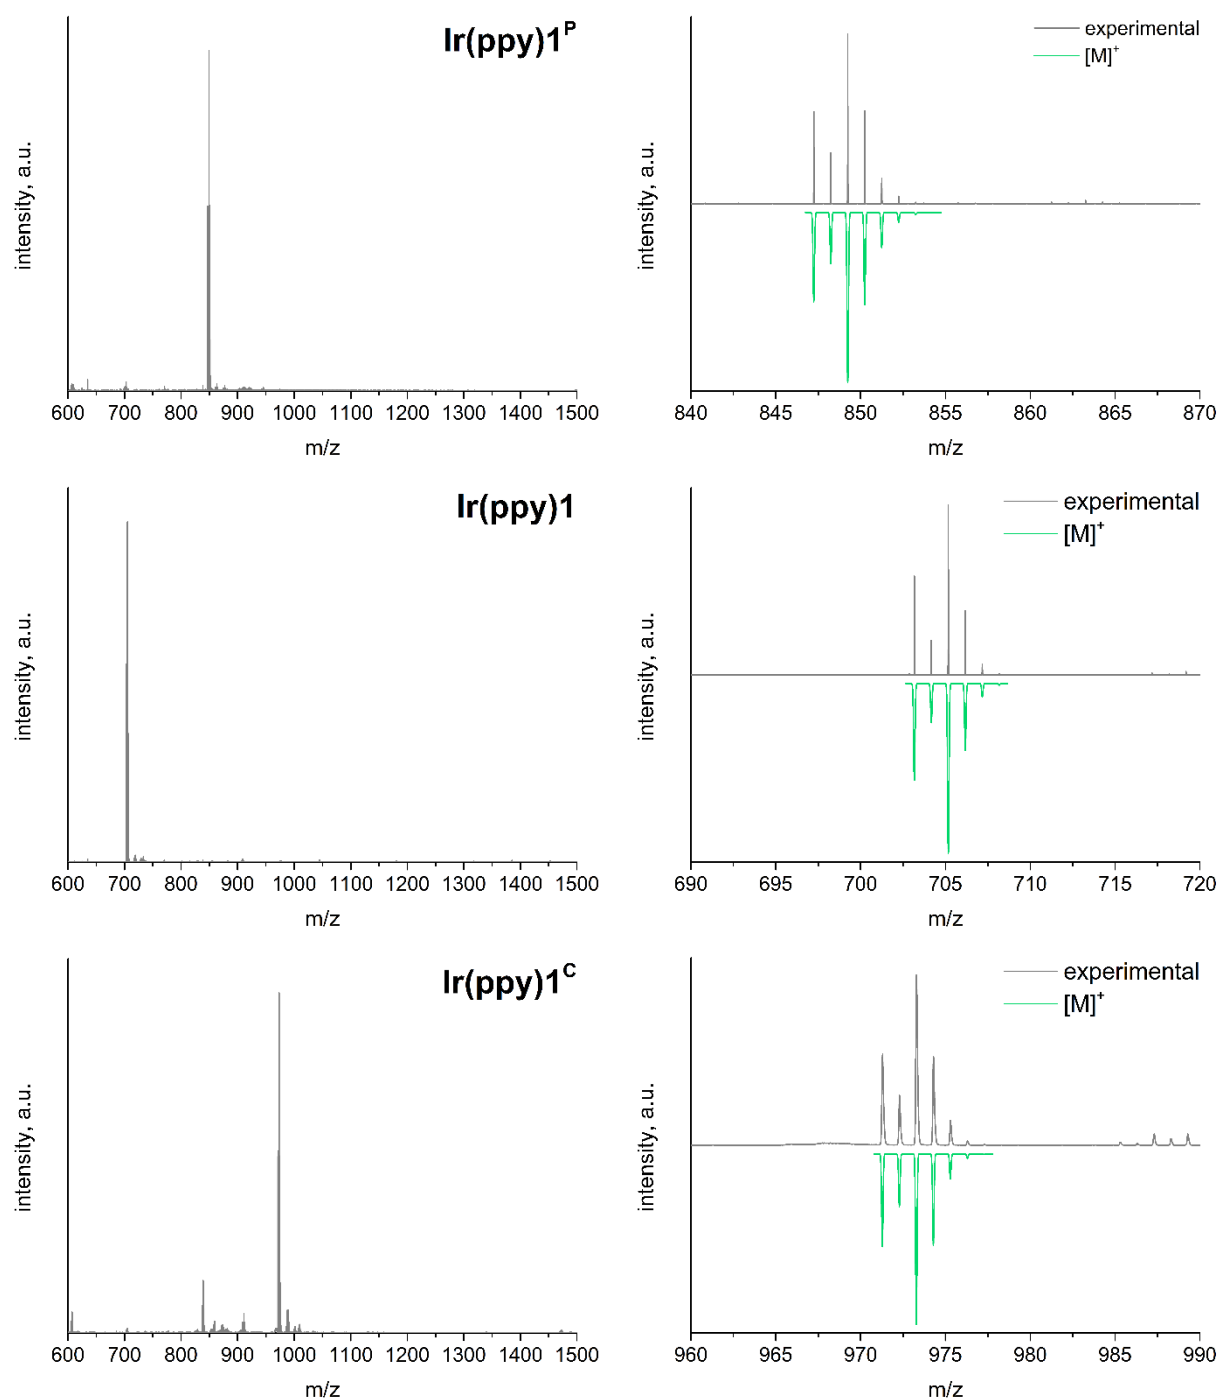 Ir(ppy)1ᴾ
intensity, a.u.
600 700 800 900 1000 1100 1200 1300 1400 1500
m/z
experimental
[M]⁺
intensity, a.u.
840 845 850 855 860 865 870
m/z
Ir(ppy)1
intensity, a.u.
600 700 800 900 1000 1100 1200 1300 1400 1500
m/z
experimental
[M]⁺
intensity, a.u.
690 695 700 705 710 715 720
m/z
Ir(ppy)1ᶜ
intensity, a.u.
600 700 800 900 1000 1100 1200 1300 1400 1500
m/z
experimental
[M]⁺
intensity, a.u.
960 965 970 975 980 985 990
m/z